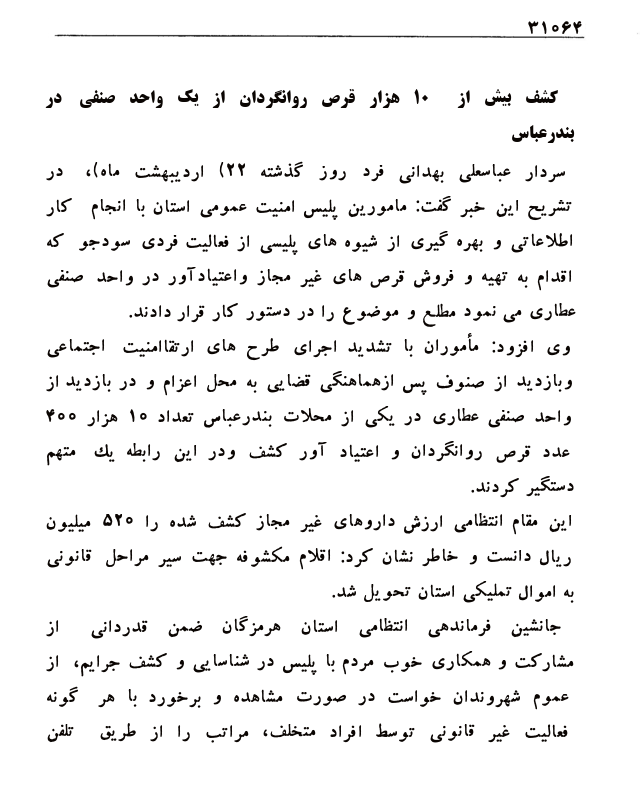 ۳۱۰۶۴
کشف بیش از ۱۰ هزار قرص روانگردان از یک واحد صنفی در
بندرعباس
سردار عباسعلی بهدانی فرد روز گذشته ۲۲) اردیبهشت ماه)، در
تشریح این خبر گفت: مامورین پلیس امنیت عمومی استان با انجام کار
اطلاعاتی و بهره گیری از شیوه های پلیسی از فعالیت فردی سودجو که
اقدام به تهیه و فروش قرص های غیر مجاز واعتیادآور در واحد صنفی
عطاری می نمود مطلع و موضوع را در دستور کار قرار دادند.
وی افزود: مأموران با تشدید اجرای طرح های ارتقاامنیت اجتماعی
وبازدید از صنوف پس ازهماهنگی قضایی به محل اعزام و در بازدید از
واحد صنفی عطاری در یکی از محلات بندرعباس تعداد ۱۰ هزار ۴۰۰
عدد قرص روانگردان و اعتیاد آور کشف ودر این رابطه یك متهم
دستگیر کردند.
این مقام انتظامی ارزش داروهای غیر مجاز کشف شده را ۵۲۰ میلیون
ریال دانست و خاطر نشان کرد: اقلام مکشوفه جهت سیر مراحل قانونی
به اموال تملیکی استان تحویل شد.
جانشین فرماندهی انتظامی استان هرمزگان ضمن قدردانی از
مشارکت و همکاری خوب مردم با پلیس در شناسایی و کشف جرایم، از
عموم شهروندان خواست در صورت مشاهده و برخورد با هر گونه
فعالیت غیر قانونی توسط افراد متخلف، مراتب را از طریق تلفن